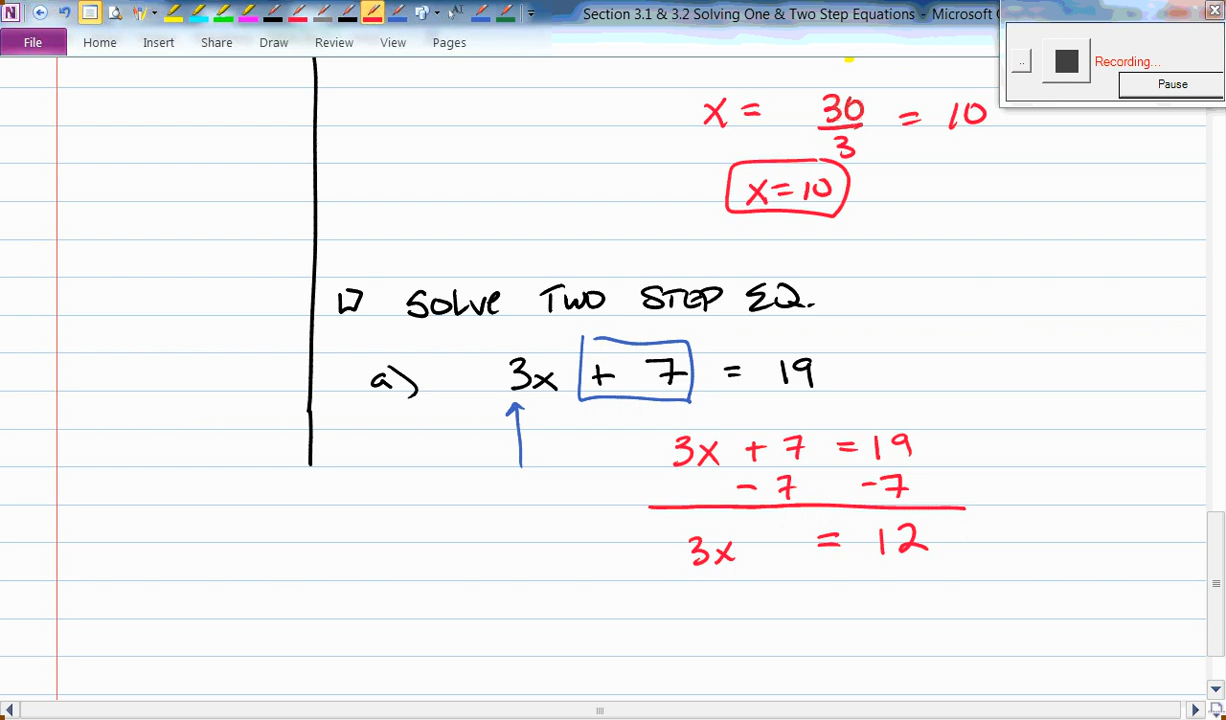 Section 3.1 & 3.2 Solving One & Two Step Equations - Microsoft
File Home Insert Share Draw Review View Pages
Recording...
Pause
x = 30/3 = 10
x = 10
SOLVE TWO STEP EQ.
a) 3x + 7 = 19
3x + 7 = 19
- 7 -7
3x = 12